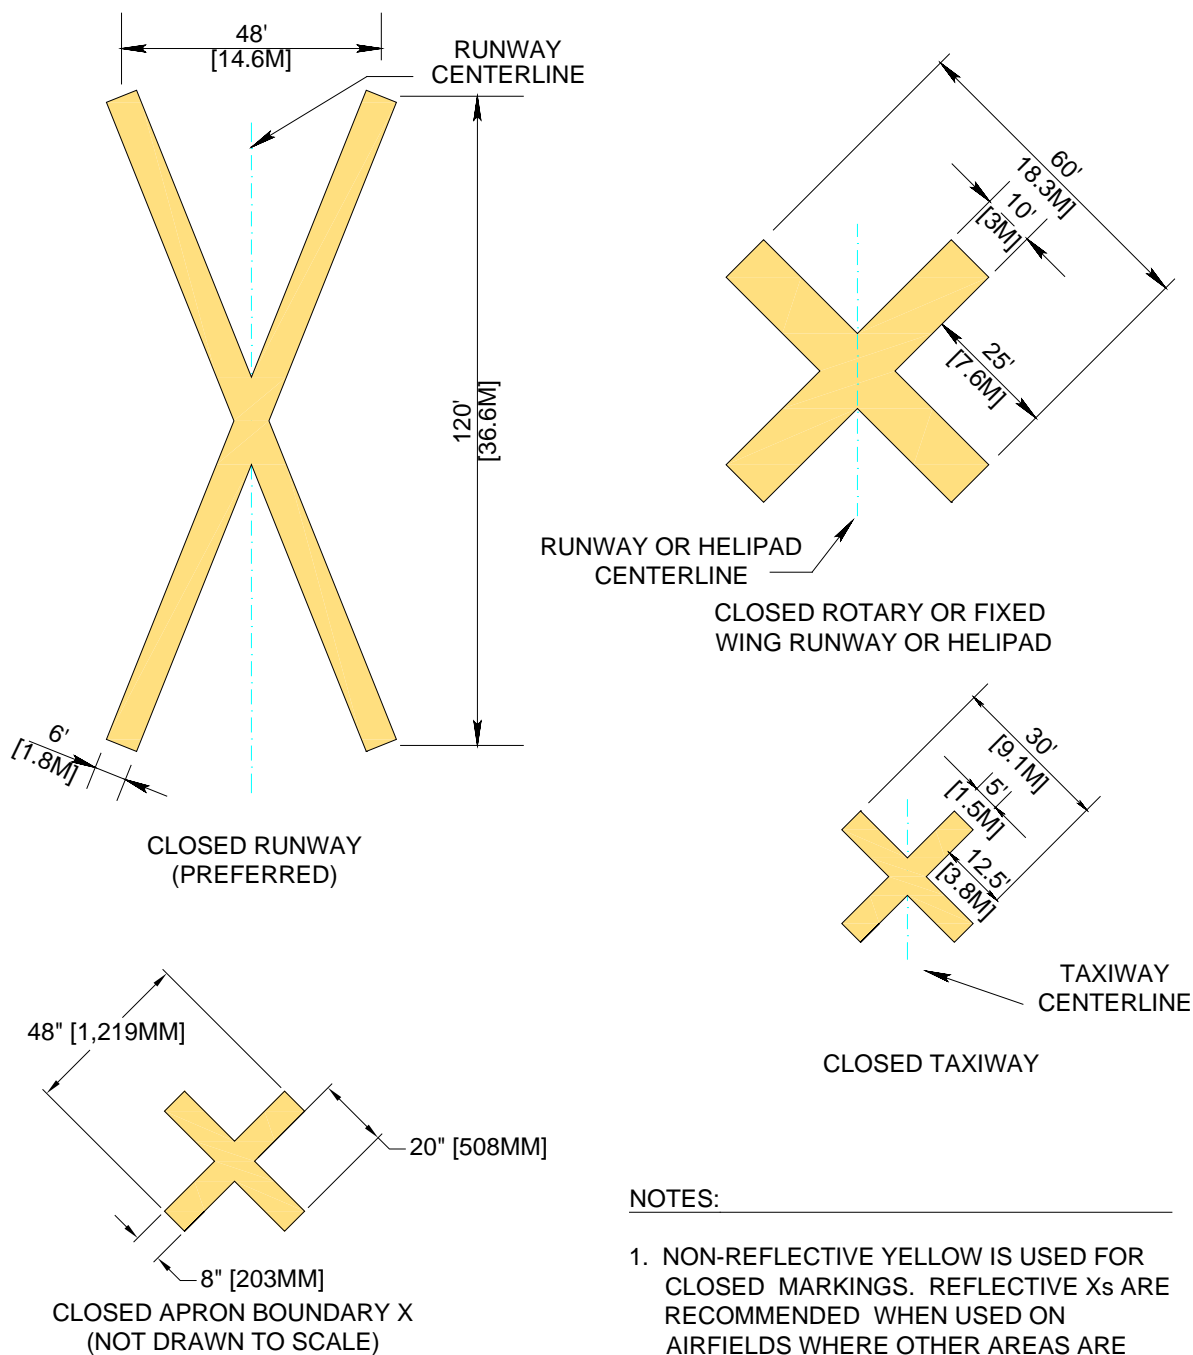 48'
[14.6M]
RUNWAY
CENTERLINE
120'
[36.6M]
6'
[1.8M]
CLOSED RUNWAY
(PREFERRED)
60'
18.3M]
10'
[3M]
25'
[7.6M]
RUNWAY OR HELIPAD
CENTERLINE
CLOSED ROTARY OR FIXED
WING RUNWAY OR HELIPAD
30'
[9.1M]
5'
[1.5M]
12.5'
[3.8M]
TAXIWAY
CENTERLINE
CLOSED TAXIWAY
48" [1,219MM]
20" [508MM]
8" [203MM]
CLOSED APRON BOUNDARY X
(NOT DRAWN TO SCALE)
NOTES:
1. NON-REFLECTIVE YELLOW IS USED FOR
CLOSED MARKINGS. REFLECTIVE Xs ARE
RECOMMENDED WHEN USED ON
AIRFIELDS WHERE OTHER AREAS ARE